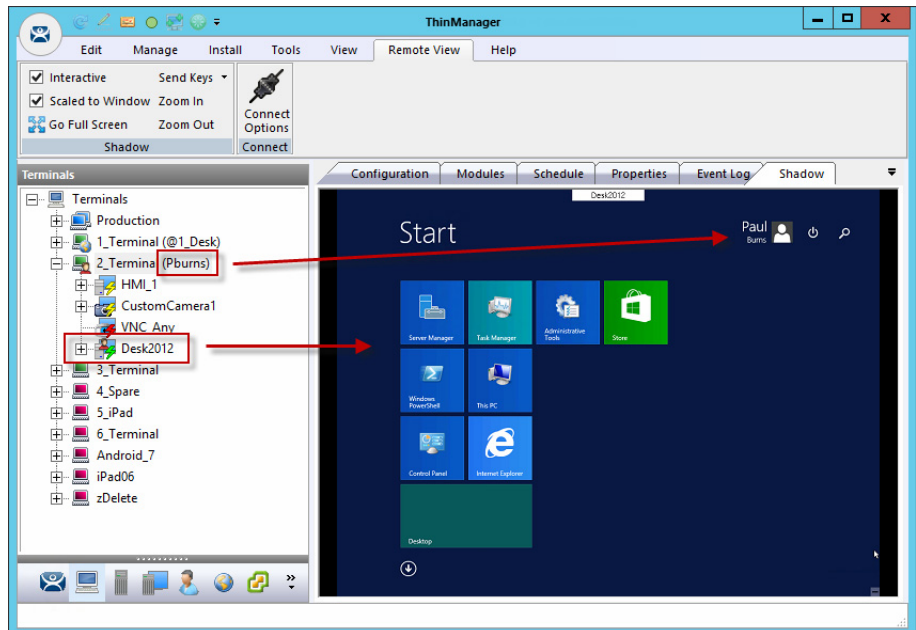 ThinManager
Edit Manage Install Tools View Remote View Help
Interactive Send Keys
Scaled to Window Zoom In
Go Full Screen Zoom Out
Connect Options
Shadow Connect
Terminals
Configuration Modules Schedule Properties Event Log Shadow
Terminals
Production
1_Terminal (@1_Desk)
2_Terminal (Pburns)
HMI_1
CustomCamera1
VNC_Any
Desk2012
3_Terminal
4_Spare
5_iPad
6_Terminal
Android_7
iPad06
zDelete
Desk2012
Start
Paul
Burns
Server Manager
Task Manager
Administrative Tools
Store
Windows PowerShell
This PC
Control Panel
Internet Explorer
Desktop